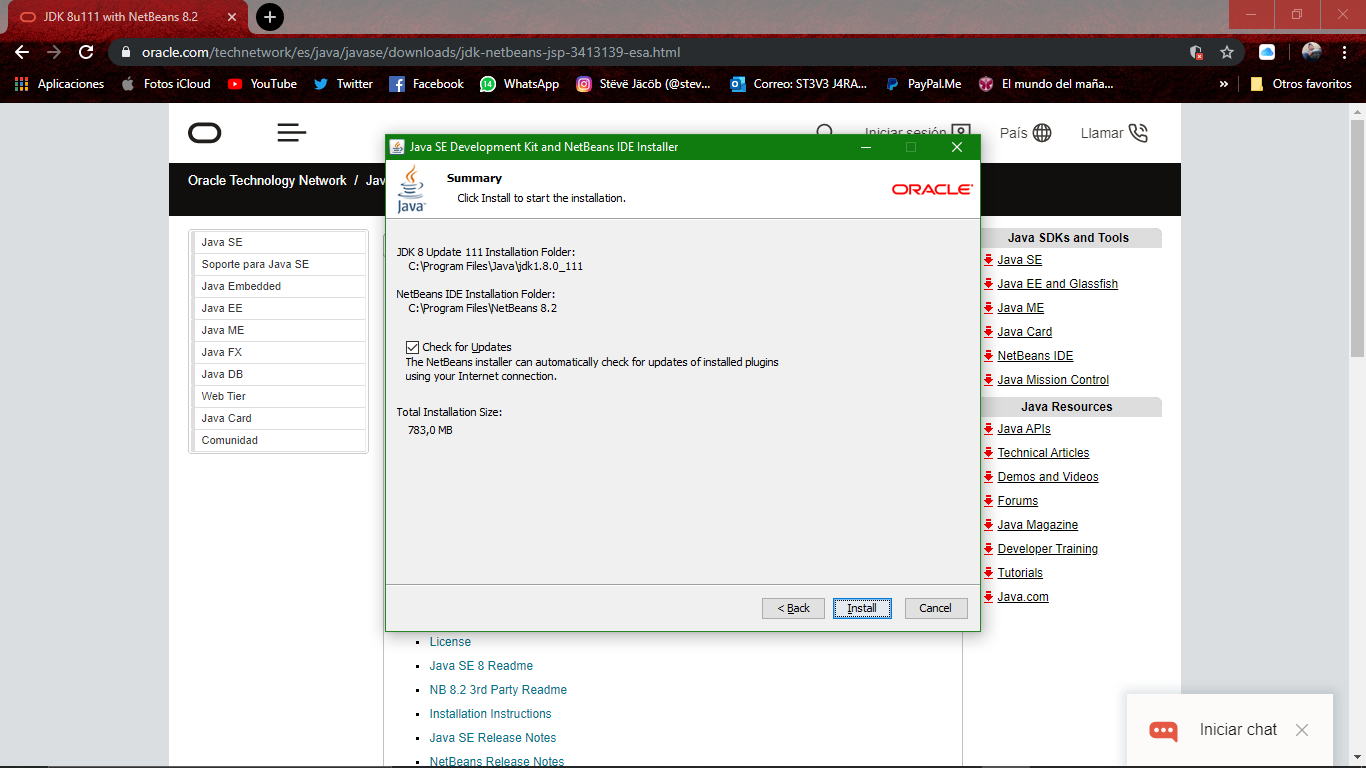 JDK 8u111 with NetBeans 8.2
oracle.com/technetwork/es/java/javase/downloads/jdk-netbeans-jsp-3413139-esa.html
Aplicaciones Fotos iCloud YouTube Twitter Facebook WhatsApp Stëvë Jäcöb (@stev... Correo: ST3V3 J4RA... PayPal.Me El mundo del maña... » Otros favoritos
Iniciar sesión País Llamar
Oracle Technology Network / Jav
Java SE
Soporte para Java SE
Java Embedded
Java EE
Java ME
Java FX
Java DB
Web Tier
Java Card
Comunidad
Java SE Development Kit and NetBeans IDE Installer
Java
Summary
Click Install to start the installation.
ORACLE
JDK 8 Update 111 Installation Folder:
C:\Program Files\Java\jdk1.8.0_111
NetBeans IDE Installation Folder:
C:\Program Files\NetBeans 8.2
Check for Updates
The NetBeans installer can automatically check for updates of installed plugins
using your Internet connection.
Total Installation Size:
783,0 MB
< Back Install Cancel
License
Java SE 8 Readme
NB 8.2 3rd Party Readme
Installation Instructions
Java SE Release Notes
NetBeans Release Notes
Java SDKs and Tools
Java SE
Java EE and Glassfish
Java ME
Java Card
NetBeans IDE
Java Mission Control
Java Resources
Java APIs
Technical Articles
Demos and Videos
Forums
Java Magazine
Developer Training
Tutorials
Java.com
Iniciar chat